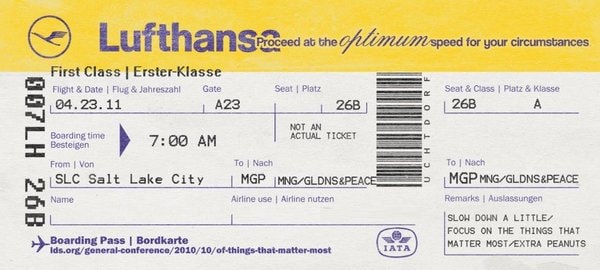 Lufthansa Proceed at the optimum speed for your circumstances
First Class | Erster-Klasse
Flight & Date | Flug & Jahreszahl Gate Seat | Platz Seat & Class | Platz & Klasse
04.23.11 A23 26B 26B A
Boarding time
Besteigen
7:00 AM
NOT AN
ACTUAL TICKET
From | Von To | Nach To | Nach
SLC Salt Lake City MGP MNG/GLDNS&PEACE MGP MNG/GLDNS&PEACE
Name Airline use | Airline nutzen Remarks | Auslassungen
SLOW DOWN A LITTLE/
FOCUS ON THE THINGS THAT
MATTER MOST/EXTRA PEANUTS
Boarding Pass | Bordkarte
lds.org/general-conference/2010/10/of-things-that-matter-most
IATA
007LH 26B
UCHTDORF